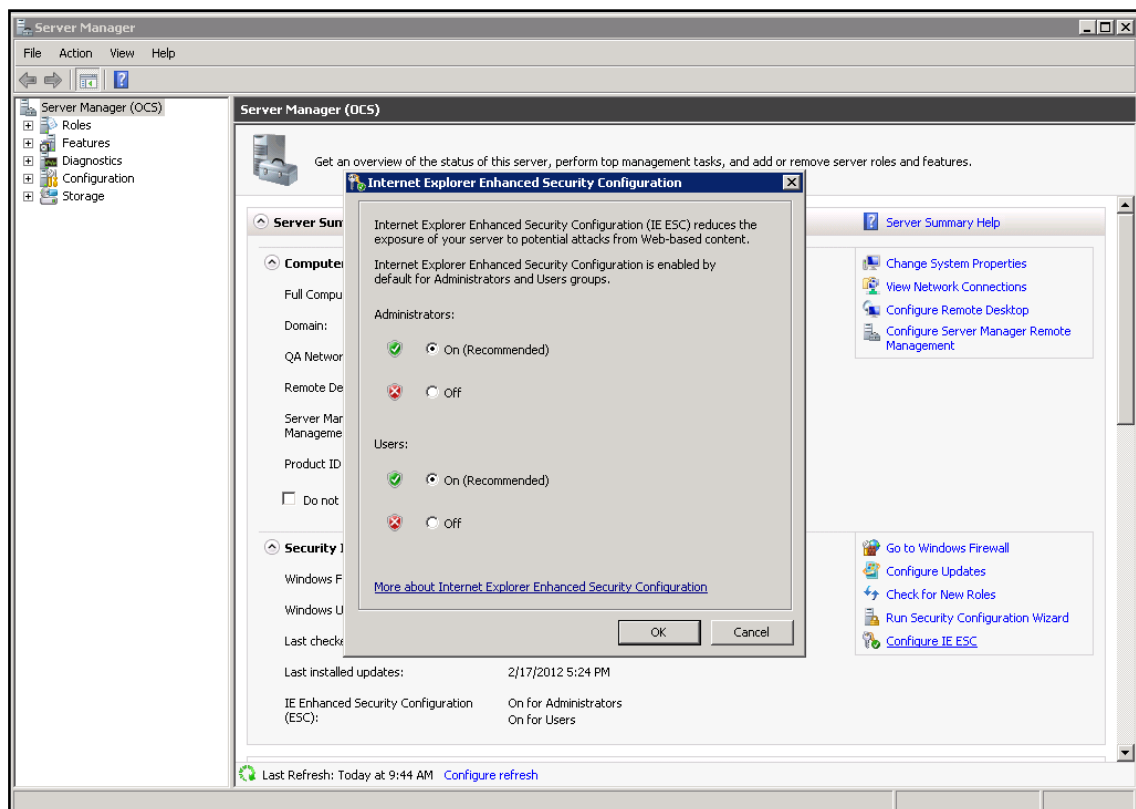 Server Manager
File Action View Help
Server Manager (OCS)
Roles
Features
Diagnostics
Configuration
Storage
Server Manager (OCS)
Get an overview of the status of this server, perform top management tasks, and add or remove server roles and features.
Internet Explorer Enhanced Security Configuration
Internet Explorer Enhanced Security Configuration (IE ESC) reduces the
exposure of your server to potential attacks from Web-based content.
Internet Explorer Enhanced Security Configuration is enabled by
default for Administrators and Users groups.
Administrators:
On (Recommended)
Off
Users:
On (Recommended)
Off
More about Internet Explorer Enhanced Security Configuration
OK Cancel
Server Sum
Server Summary Help
Compute
Full Compu
Domain:
QA Networ
Remote De
Server Mar
Manageme
Product ID
Do not
Change System Properties
View Network Connections
Configure Remote Desktop
Configure Server Manager Remote
Management
Security I
Windows F
Windows U
Last checke
Last installed updates: 2/17/2012 5:24 PM
IE Enhanced Security Configuration On for Administrators
(ESC): On for Users
Go to Windows Firewall
Configure Updates
Check for New Roles
Run Security Configuration Wizard
Configure IE ESC
Last Refresh: Today at 9:44 AM Configure refresh